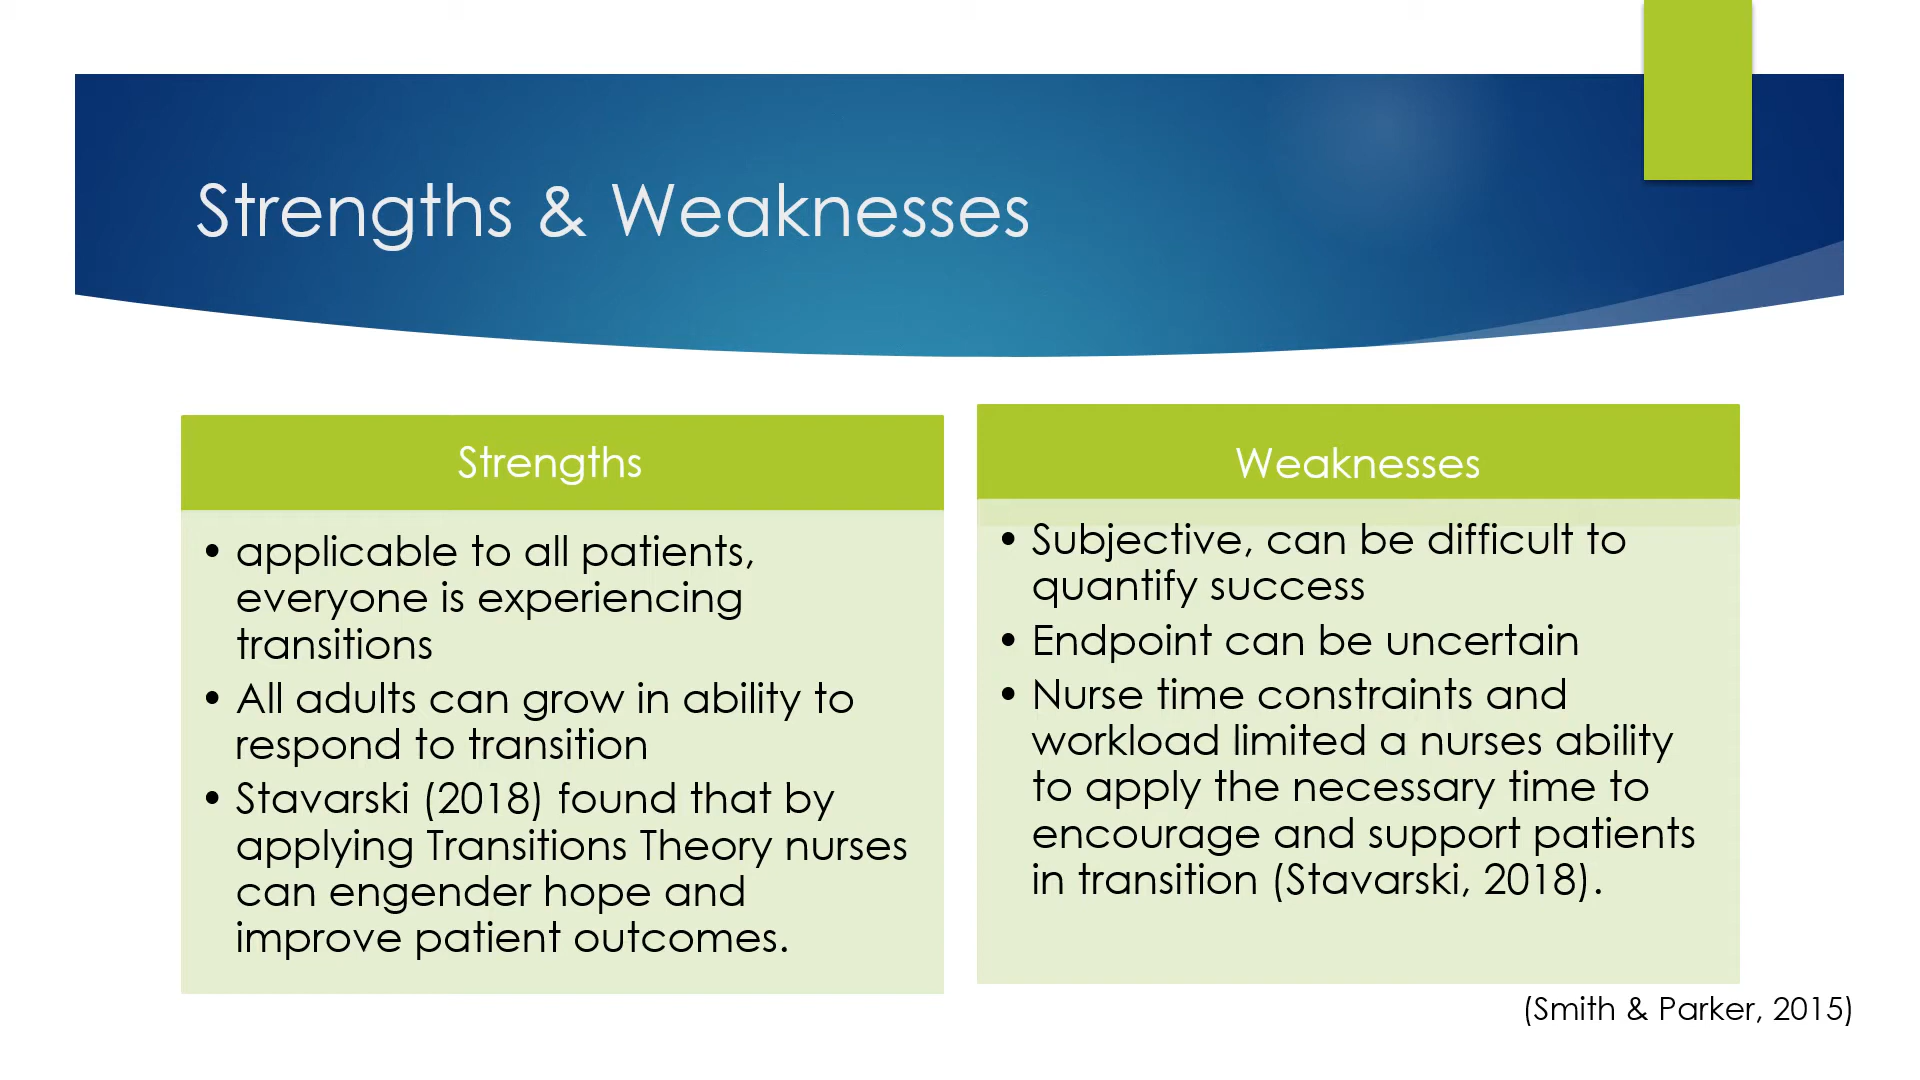 Strengths & Weaknesses
Strengths
• applicable to all patients,
everyone is experiencing
transitions
• All adults can grow in ability to
respond to transition
• Stavarski (2018) found that by
applying Transitions Theory nurses
can engender hope and
improve patient outcomes.
Weaknesses
• Subjective, can be difficult to
quantify success
• Endpoint can be uncertain
• Nurse time constraints and
workload limited a nurses ability
to apply the necessary time to
encourage and support patients
in transition (Stavarski, 2018).
(Smith & Parker, 2015)